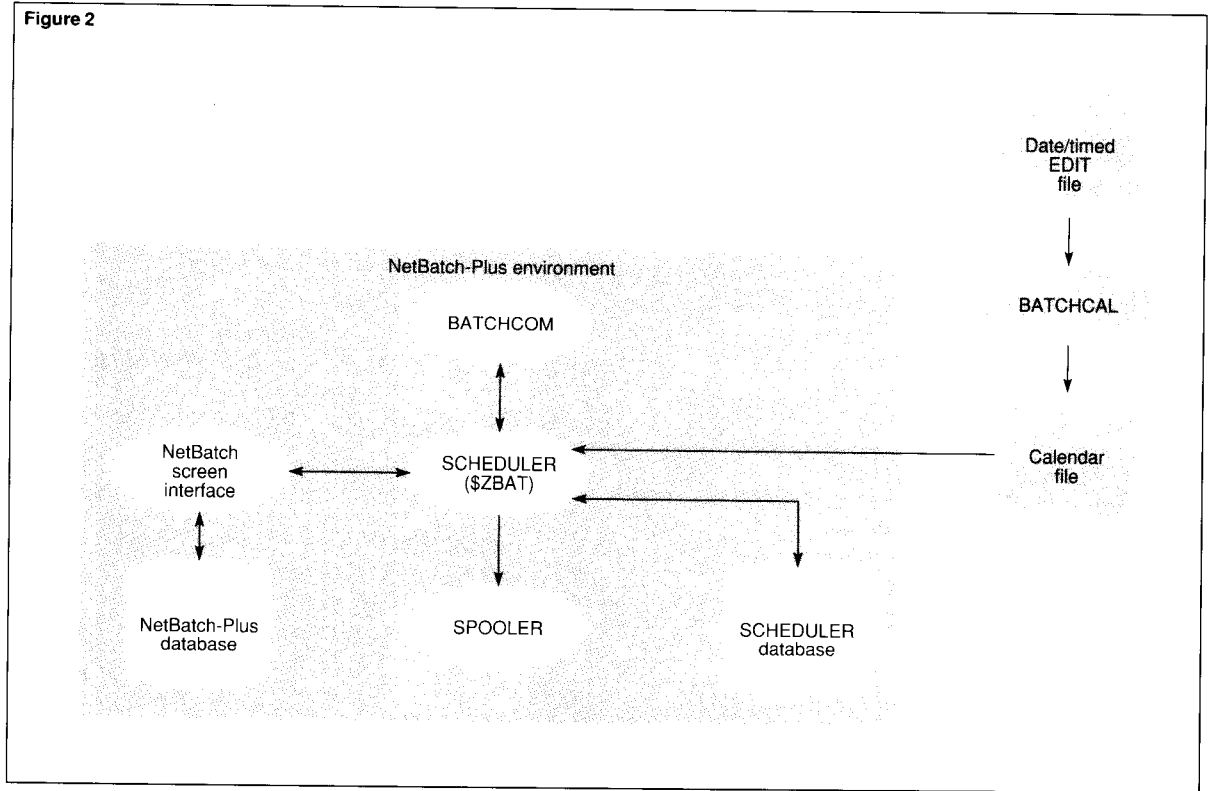 Figure 2
Date/timed
EDIT
file
NetBatch-Plus environment
BATCHCOM
BATCHCAL
NetBatch
screen
interface
SCHEDULER
($ZBAT)
Calendar
file
NetBatch-Plus
database
SPOOLER
SCHEDULER
database